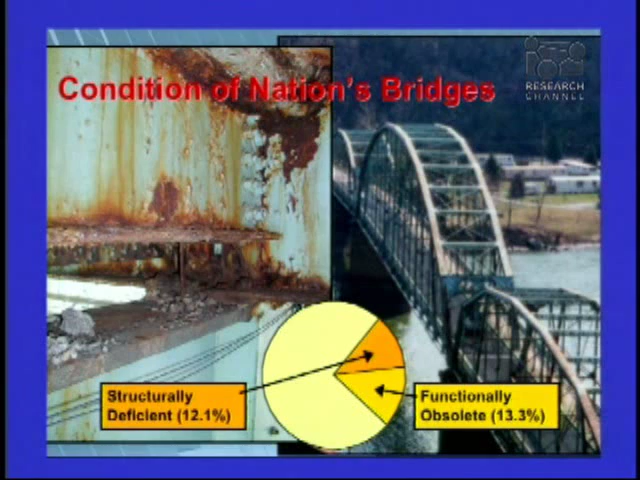 Condition of Nation's Bridges
RESEARCH
CHANNEL
Structurally
Deficient (12.1%)
Functionally
Obsolete (13.3%)